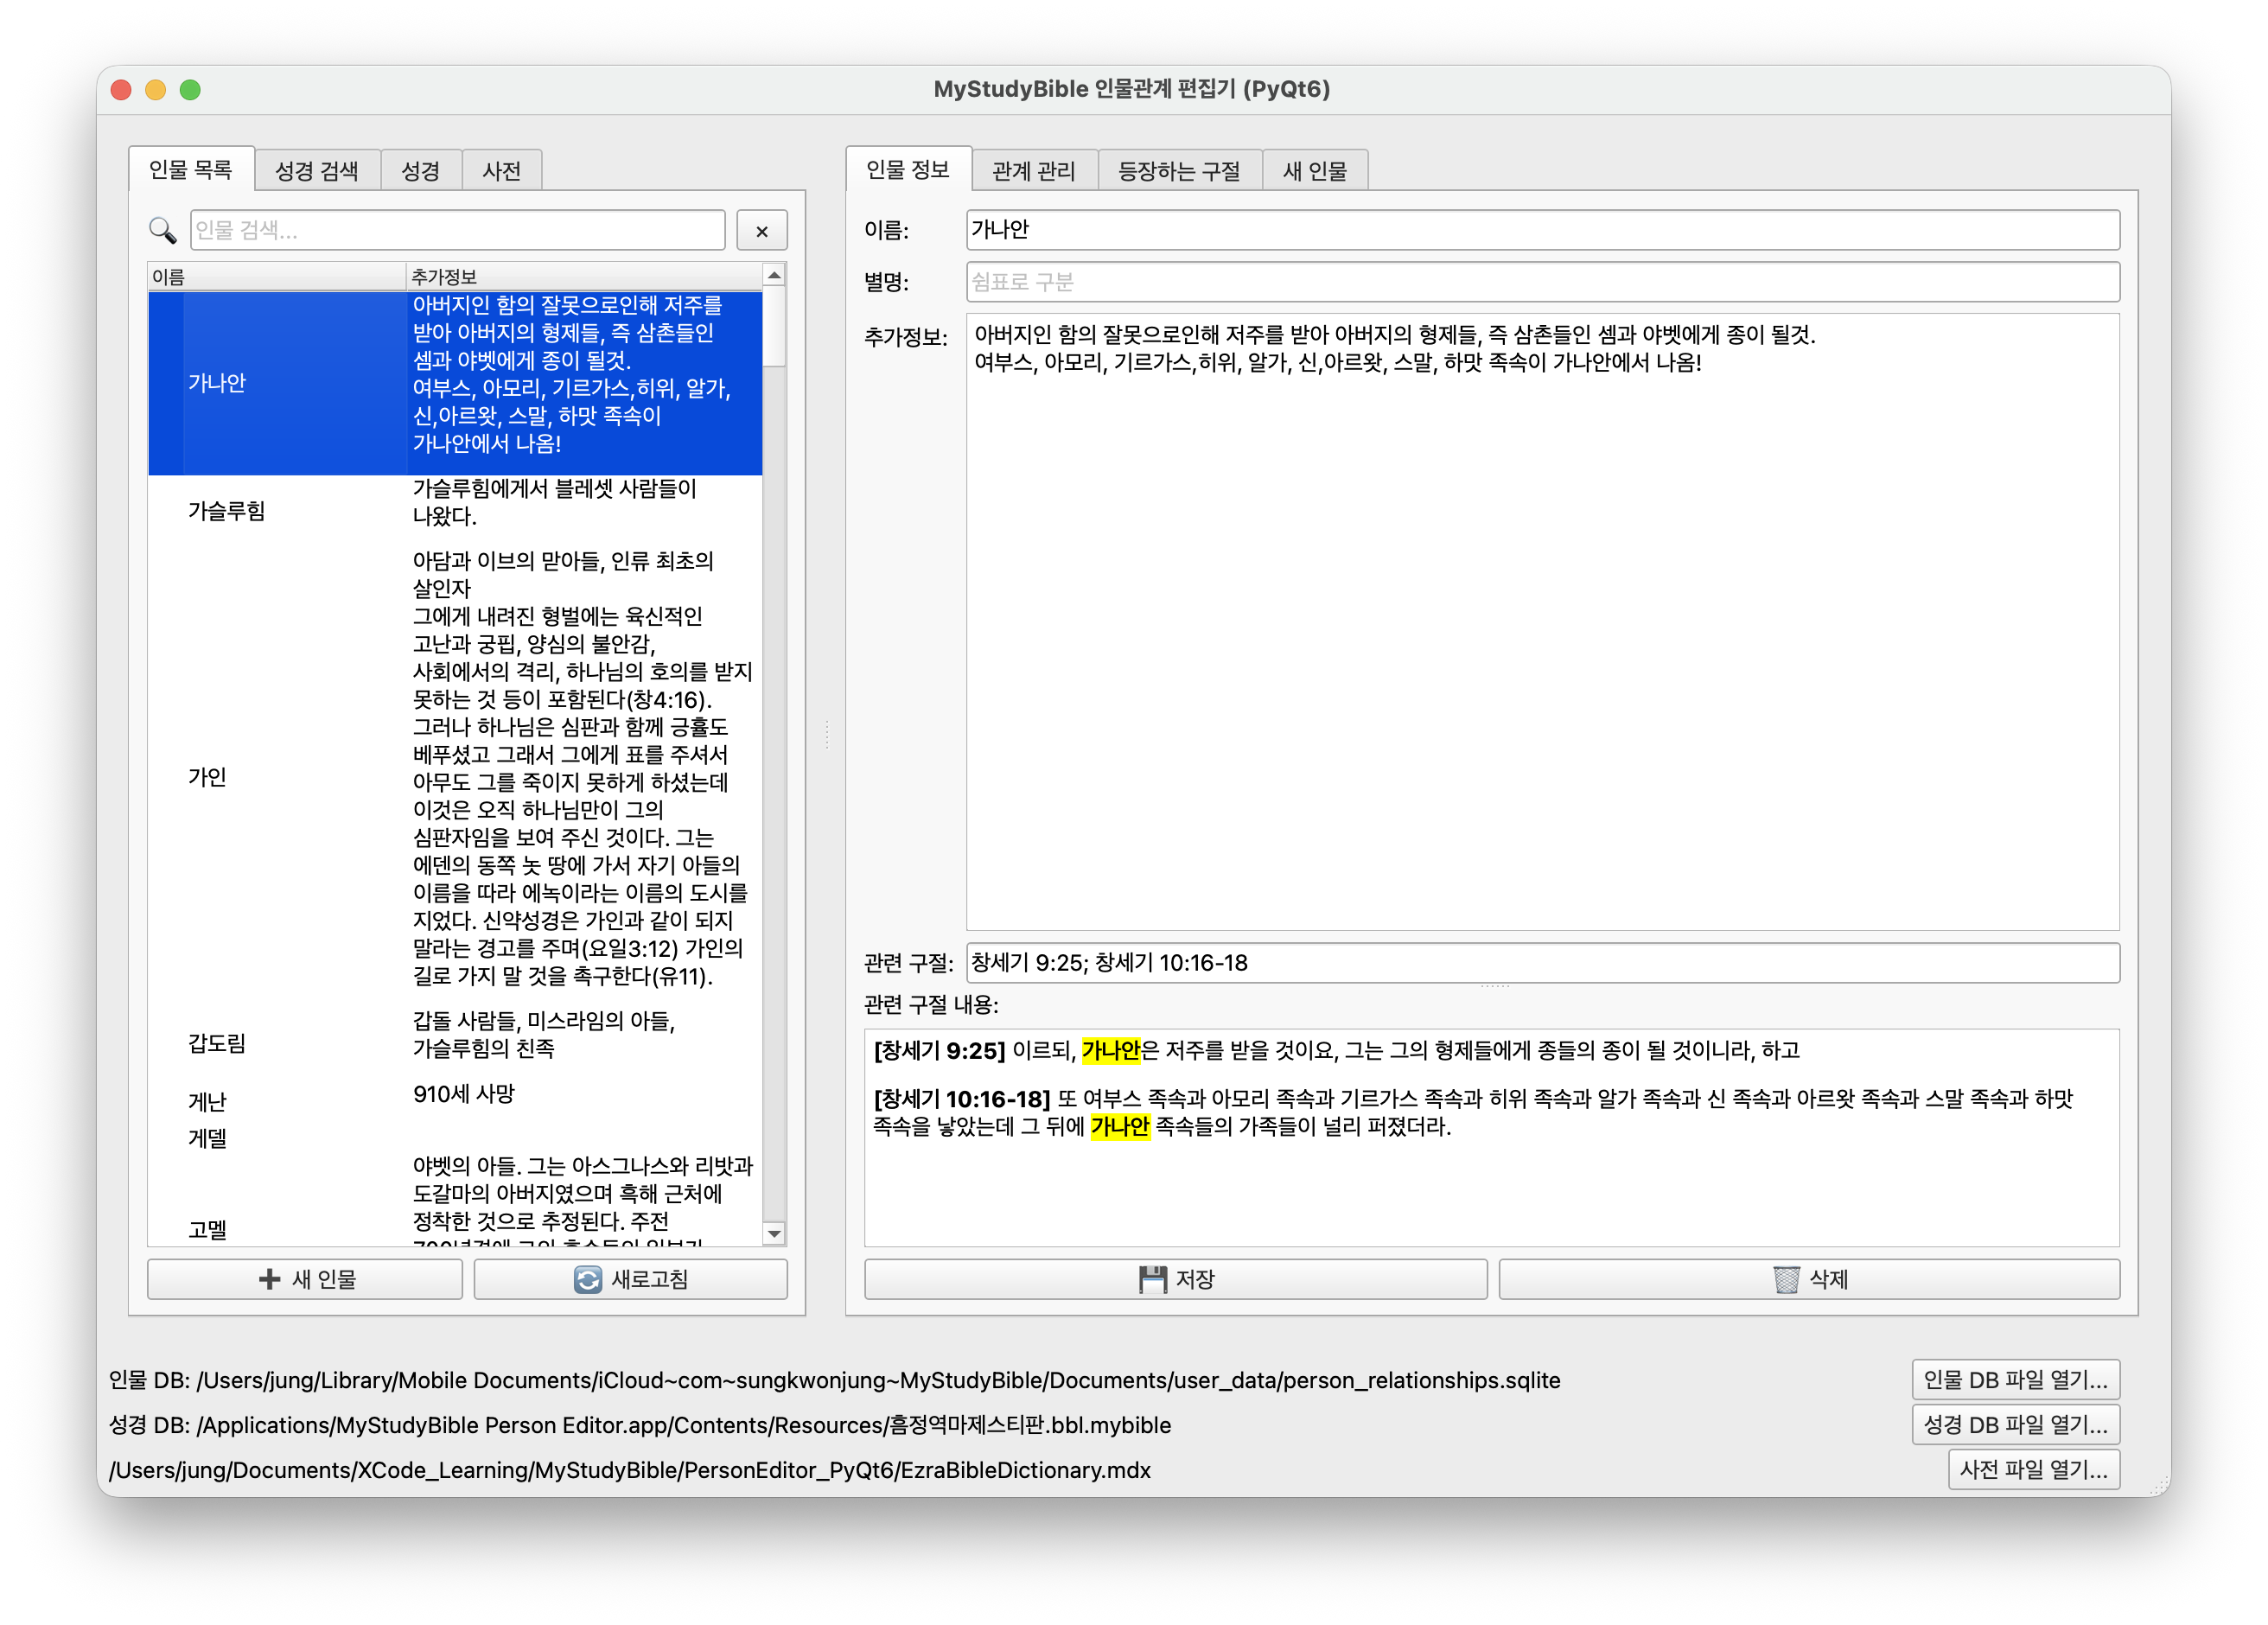 MyStudyBible 인물관계 편집기 (PyQt6)
인물 목록
성경 검색
성경
사전
인물 검색...
×
이름
추가정보
가나안
아버지인 함의 잘못으로인해 저주를
받아 아버지의 형제들, 즉 삼촌들인
셈과 야벳에게 종이 될것.
여부스, 아모리, 기르가스,히위, 알가,
신,아르왓, 스말, 하맛 족속이
가나안에서 나옴!
가슬루힘
가슬루힘에게서 블레셋 사람들이
나왔다.
가인
아담과 이브의 맏아들, 인류 최초의
살인자
그에게 내려진 형벌에는 육신적인
고난과 궁핍, 양심의 불안감,
사회에서의 격리, 하나님의 호의를 받지
못하는 것 등이 포함된다(창4:16).
그러나 하나님은 심판과 함께 긍휼도
베푸셨고 그래서 그에게 표를 주셔서
아무도 그를 죽이지 못하게 하셨는데
이것은 오직 하나님만이 그의
심판자임을 보여 주신 것이다. 그는
에덴의 동쪽 놋 땅에 가서 자기 아들의
이름을 따라 에녹이라는 이름의 도시를
지었다. 신약성경은 가인과 같이 되지
말라는 경고를 주며(요일3:12) 가인의
길로 가지 말 것을 촉구한다(유11).
갑도림
갑돌 사람들, 미스라임의 아들,
가슬루힘의 친족
게난
910세 사망
게델
고멜
야벳의 아들. 그는 아스그나스와 리밧과
도갈마의 아버지였으며 흑해 근처에
정착한 것으로 추정된다. 주전
새 인물
새로고침
인물 정보
관계 관리
등장하는 구절
새 인물
이름:
가나안
별명:
쉼표로 구분
추가정보:
아버지인 함의 잘못으로인해 저주를 받아 아버지의 형제들, 즉 삼촌들인 셈과 야벳에게 종이 될것.
여부스, 아모리, 기르가스,히위, 알가, 신,아르왓, 스말, 하맛 족속이 가나안에서 나옴!
관련 구절:
창세기 9:25; 창세기 10:16-18
관련 구절 내용:
[창세기 9:25] 이르되, 가나안은 저주를 받을 것이요, 그는 그의 형제들에게 종들의 종이 될 것이니라, 하고
[창세기 10:16-18] 또 여부스 족속과 아모리 족속과 기르가스 족속과 히위 족속과 알가 족속과 신 족속과 아르왓 족속과 스말 족속과 하맛
족속을 낳았는데 그 뒤에 가나안 족속들의 가족들이 널리 퍼졌더라.
저장
삭제
인물 DB: /Users/jung/Library/Mobile Documents/iCloud~com~sungkwonjung~MyStudyBible/Documents/user_data/person_relationships.sqlite
인물 DB 파일 열기...
성경 DB: /Applications/MyStudyBible Person Editor.app/Contents/Resources/흠정역마제스티판.bbl.mybible
성경 DB 파일 열기...
/Users/jung/Documents/XCode_Learning/MyStudyBible/PersonEditor_PyQt6/EzraBibleDictionary.mdx
사전 파일 열기...